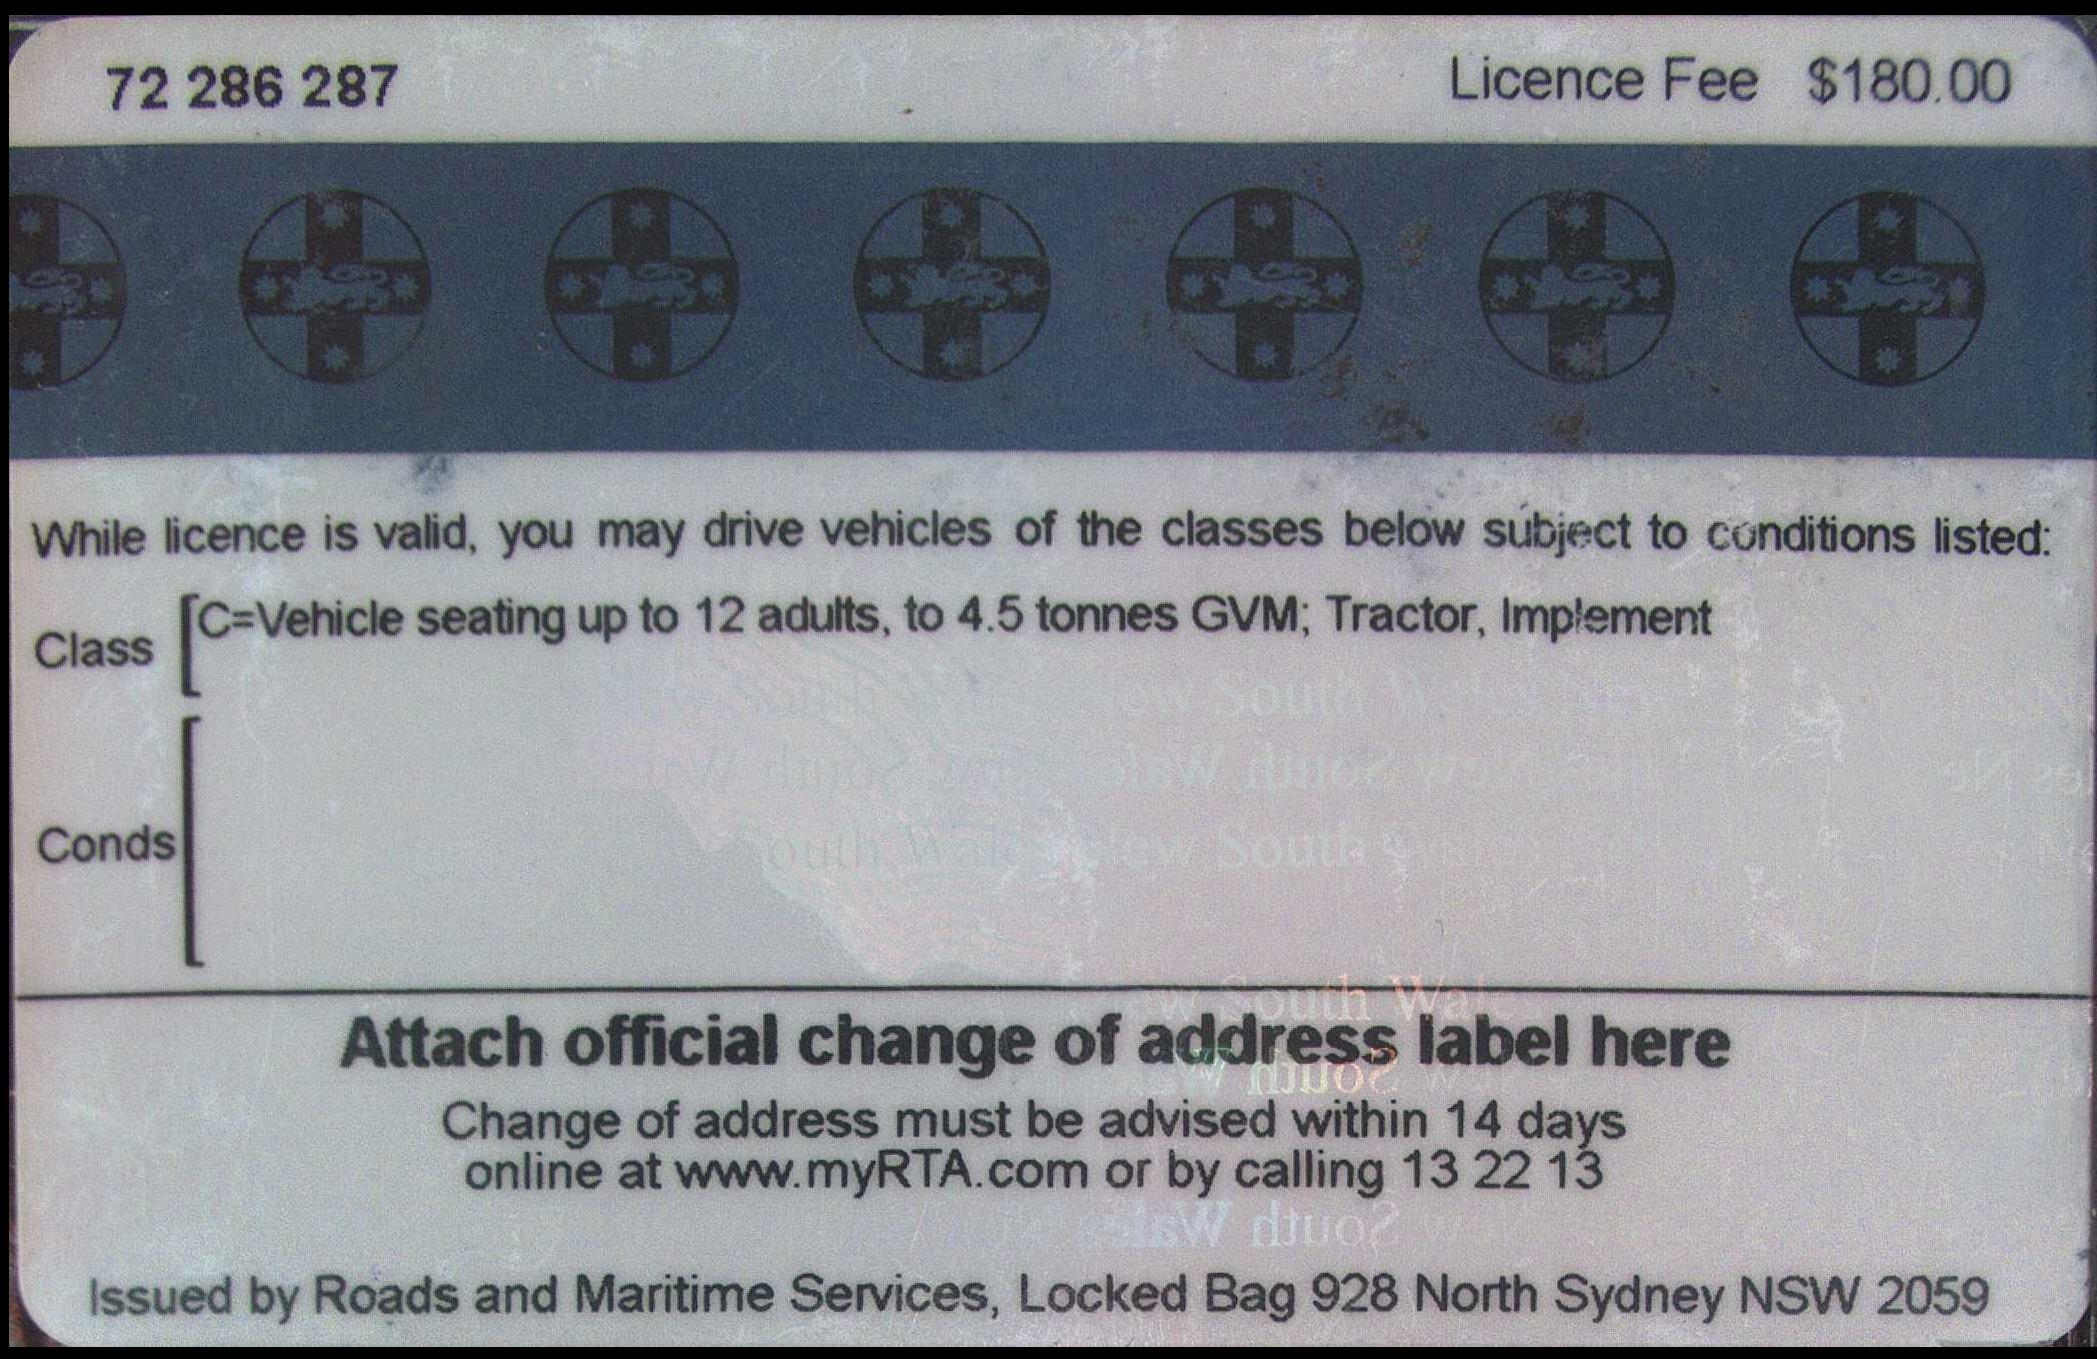 72 286 287 Licence Fee $180.00
While licence is valid, you may drive vehicles of the classes below subject to conditions listed:
Class C=Vehicle seating up to 12 adults, to 4.5 tonnes GVM; Tractor, Implement
Conds
Attach official change of address label here
Change of address must be advised within 14 days
online at www.myRTA.com or by calling 13 22 13
Issued by Roads and Maritime Services, Locked Bag 928 North Sydney NSW 2059